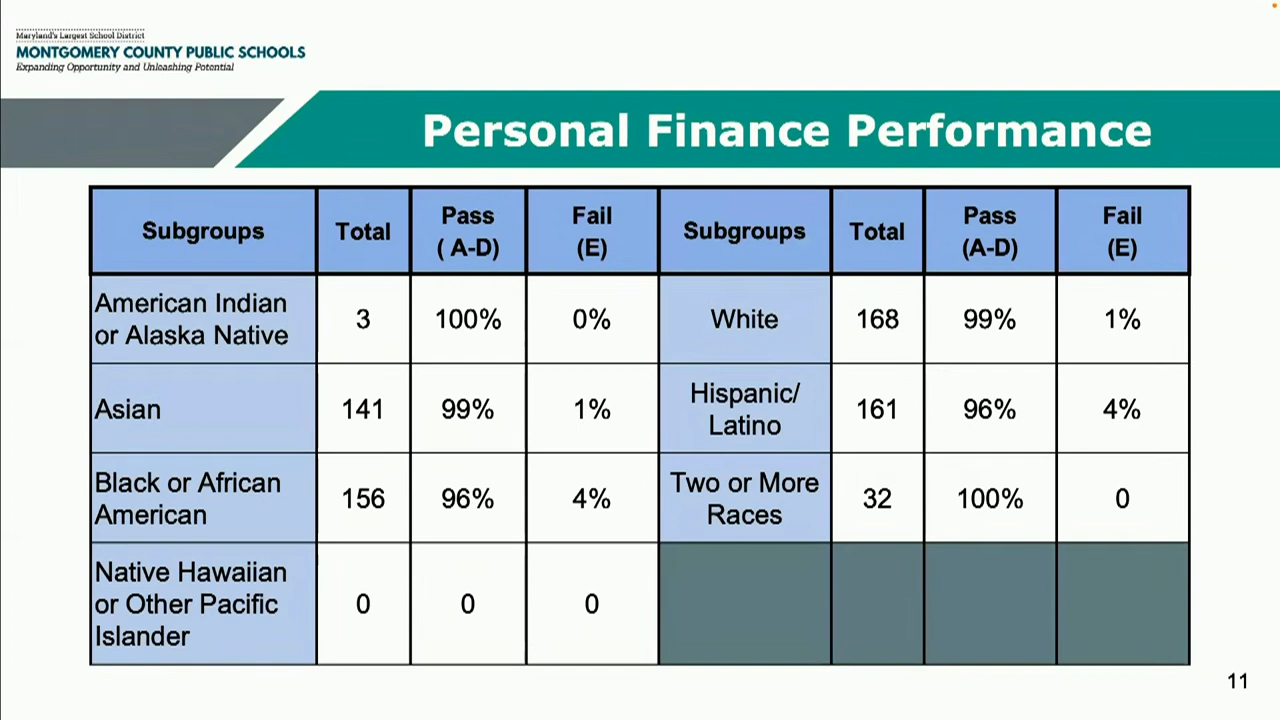 Maryland's Largest School District
MONTGOMERY COUNTY PUBLIC SCHOOLS
Expanding Opportunity and Unleashing Potential
Personal Finance Performance
Subgroups Total Pass ( A-D) Fail (E) Subgroups Total Pass (A-D) Fail (E)
American Indian or Alaska Native 3 100% 0% White 168 99% 1%
Asian 141 99% 1% Hispanic/ Latino 161 96% 4%
Black or African American 156 96% 4% Two or More Races 32 100% 0
Native Hawaiian or Other Pacific Islander 0 0 0
11